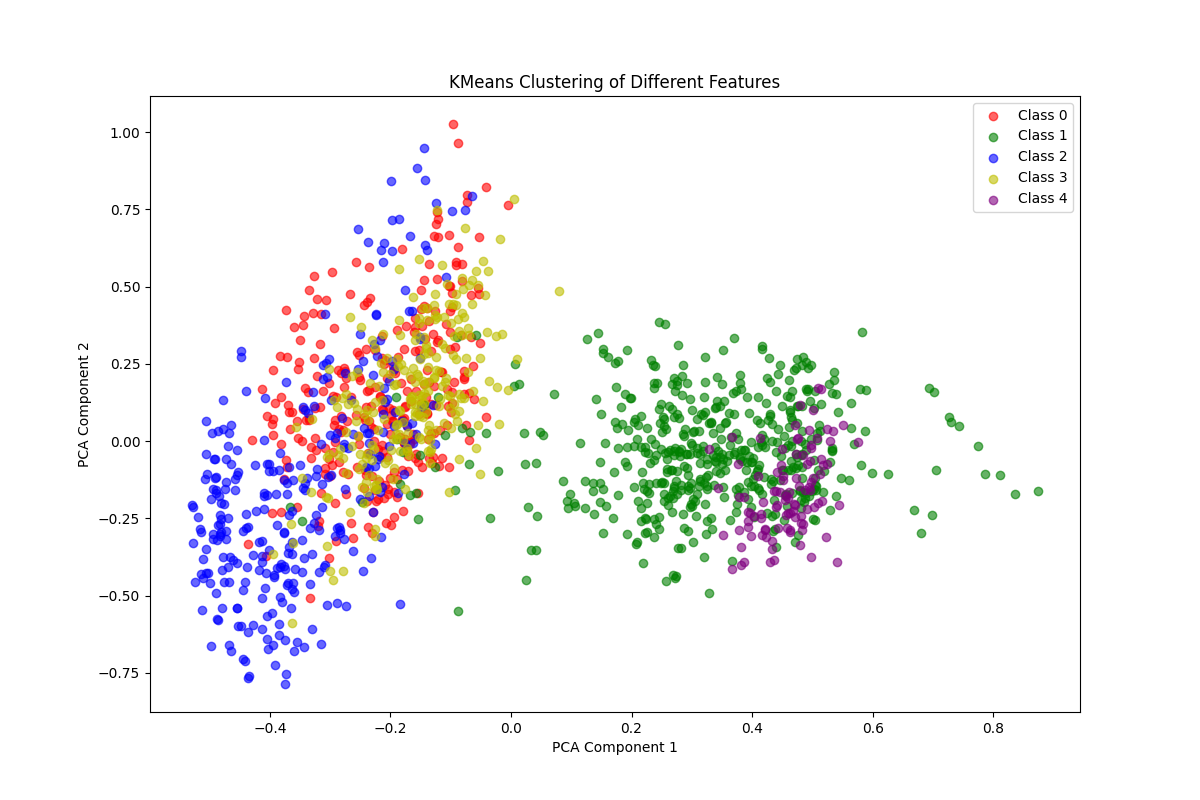 KMeans Clustering of Different Features
Class 0
Class 1
Class 2
Class 3
Class 4
1.00
0.75
0.50
0.25
0.00
−0.25
−0.50
−0.75
PCA Component 2
−0.4
−0.2
0.0
0.2
0.4
0.6
0.8
PCA Component 1